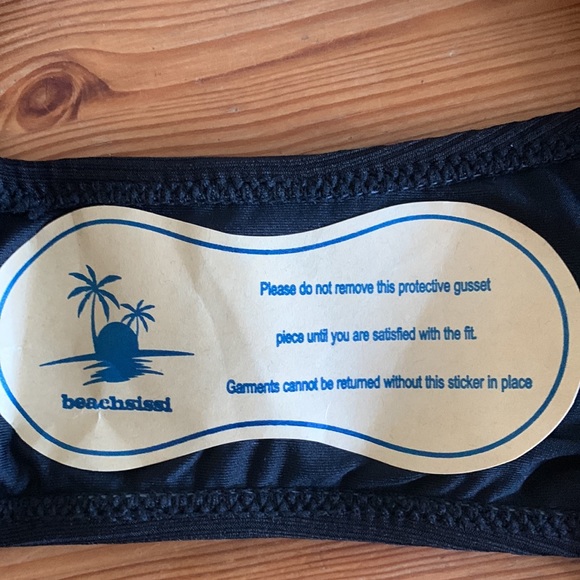 beachsissi
Please do not remove this protective gusset
piece until you are satisfied with the fit.
Garments cannot be returned without this sticker in place